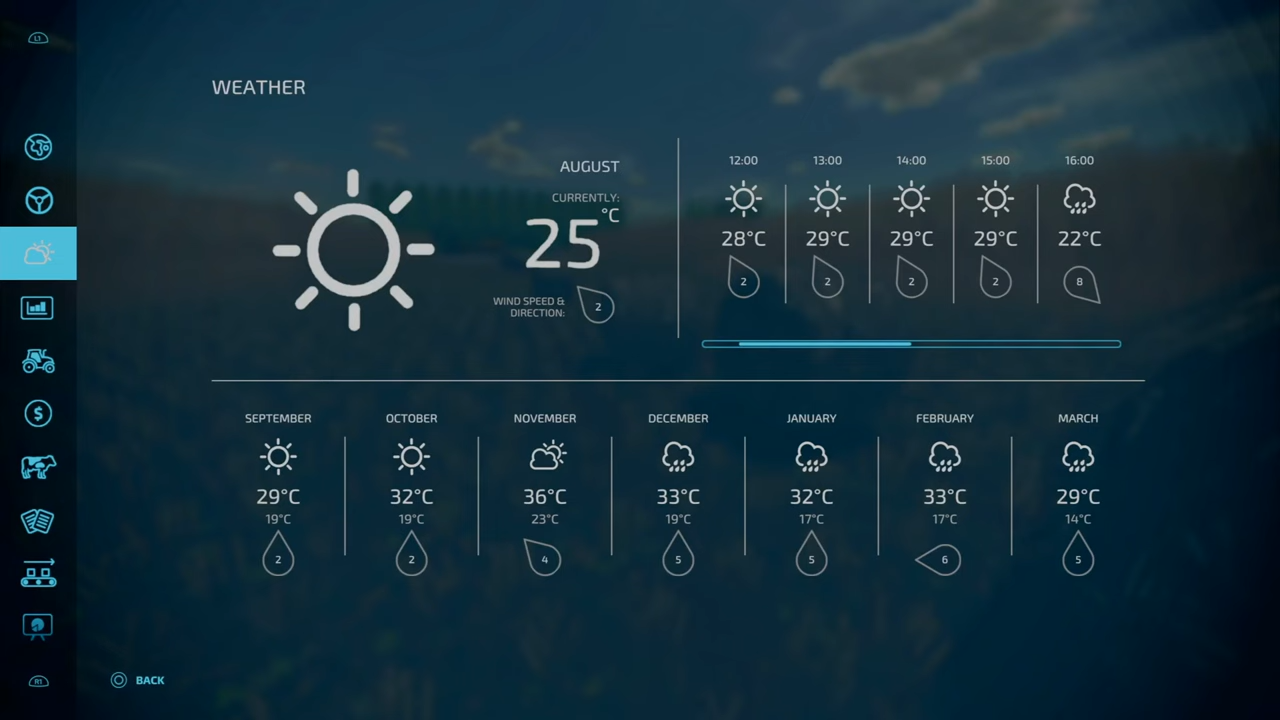 L1
WEATHER
AUGUST
CURRENTLY:
25 °C
WIND SPEED &
DIRECTION:
2
12:00 13:00 14:00 15:00 16:00
28°C 29°C 29°C 29°C 22°C
2 2 2 2 8
SEPTEMBER OCTOBER NOVEMBER DECEMBER JANUARY FEBRUARY MARCH
29°C 32°C 36°C 33°C 32°C 33°C 29°C
19°C 19°C 23°C 19°C 17°C 17°C 14°C
2 2 4 5 5 6 5
R1
BACK